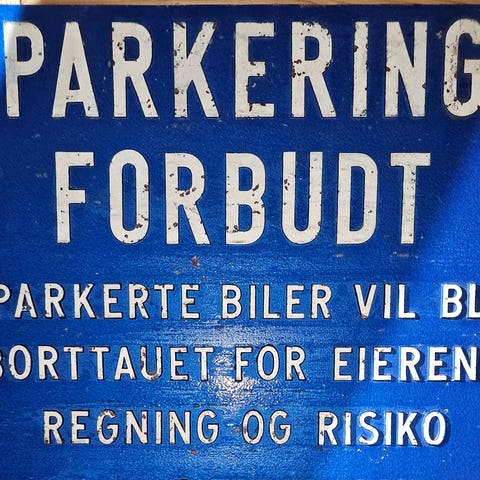 PARKERING
FORBUDT
PARKERTE BILER VIL BL
BORTTAUET FOR EIEREN
REGNING OG RISIKO